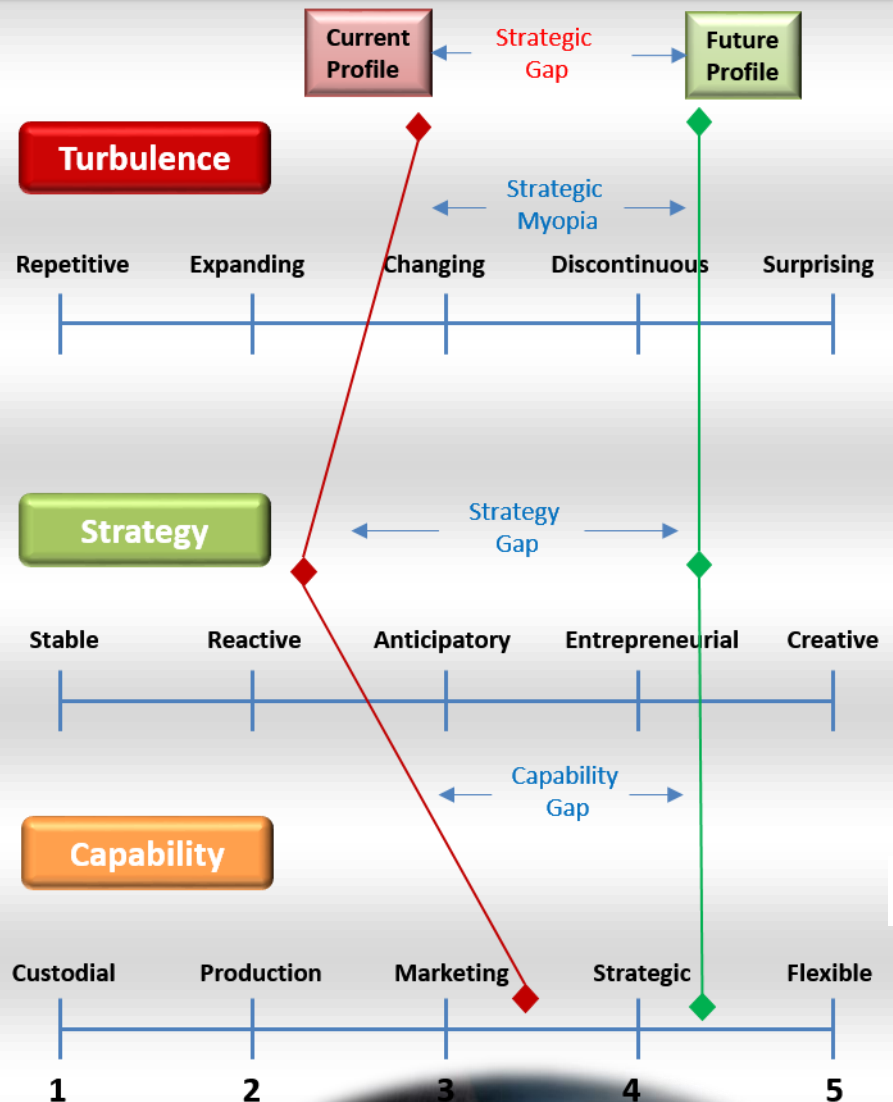 Current
Profile
Strategic
Gap
Future
Profile
Turbulence
Strategic
Myopia
Repetitive Expanding Changing Discontinuous Surprising
Strategy
Strategy
Gap
Stable Reactive Anticipatory Entrepreneurial Creative
Capability
Gap
Capability
Custodial Production Marketing Strategic Flexible
1 2 3 4 5